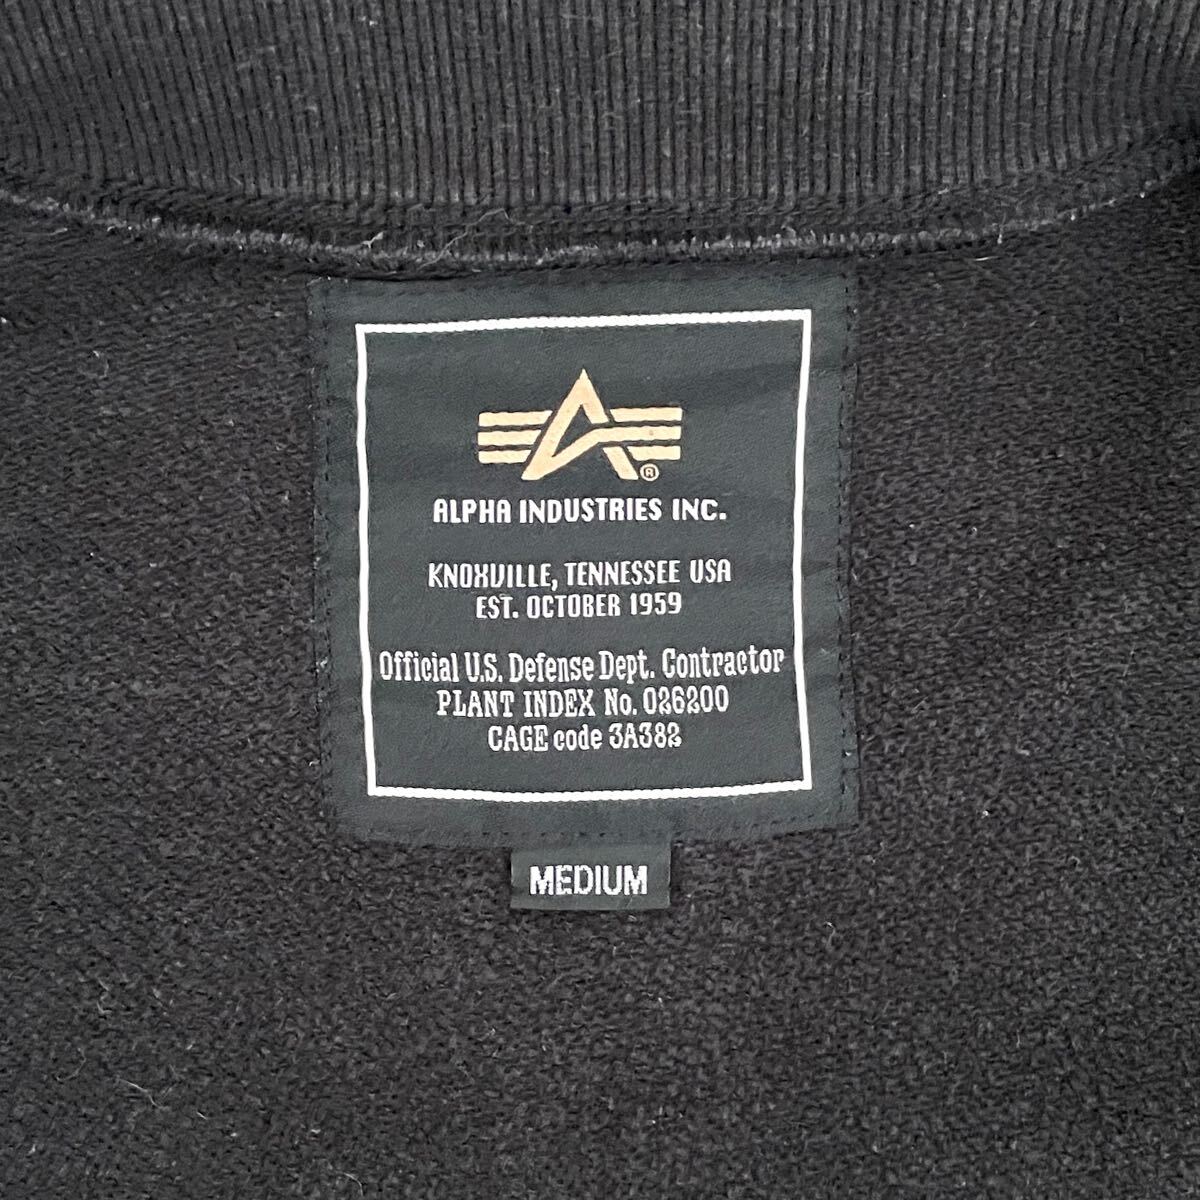 ®
ALPHA INDUSTRIES INC.
KNOXVILLE, TENNESSEE USA
EST. OCTOBER 1959
Official U.S. Defense Dept. Contractor
PLANT INDEX No. 026200
CAGE code 3A382
MEDIUM